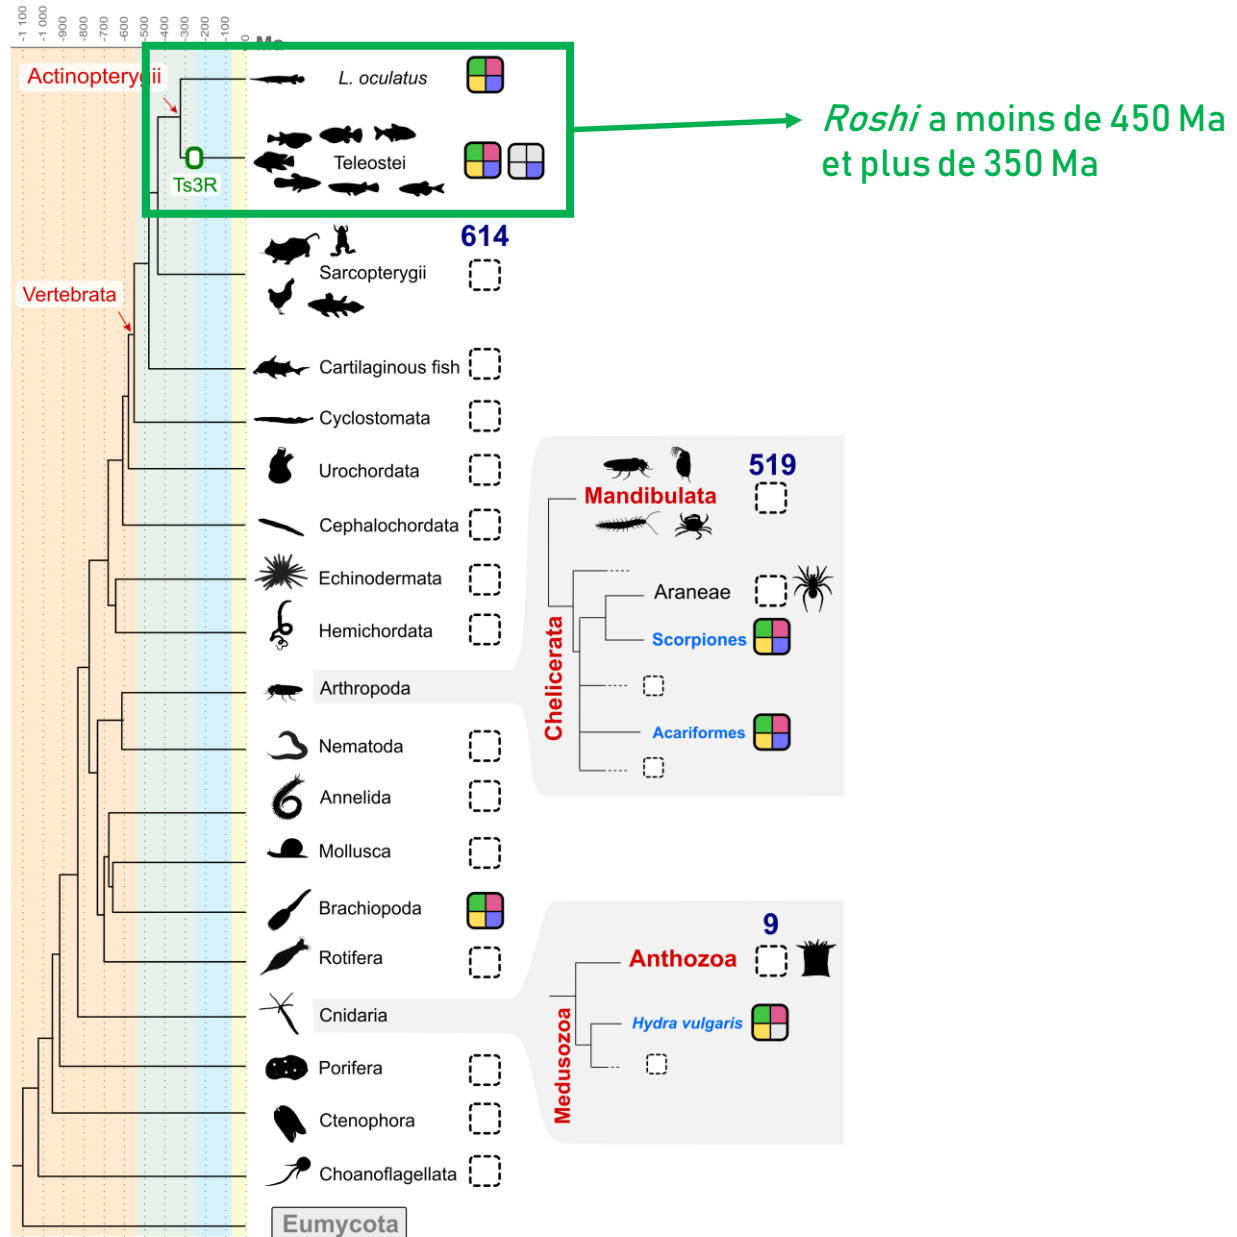 -1 100
-1 000
-900
-800
-700
-600
-500
-400
-300
-200
-100
0
Ma
Actinopterygii
L. oculatus
Roshi a moins de 450 Ma
et plus de 350 Ma
Teleostei
Ts3R
614
Sarcopterygii
Vertebrata
Cartilaginous fish
Cyclostomata
Urochordata
Cephalochordata
Echinodermata
Hemichordata
Arthropoda
Nematoda
Annelida
Mollusca
Brachiopoda
Rotifera
Cnidaria
Porifera
Ctenophora
Choanoflagellata
Eumycota
519
Mandibulata
Chelicerata
Araneae
Scorpiones
Acariformes
9
Anthozoa
Medusozoa
Hydra vulgaris